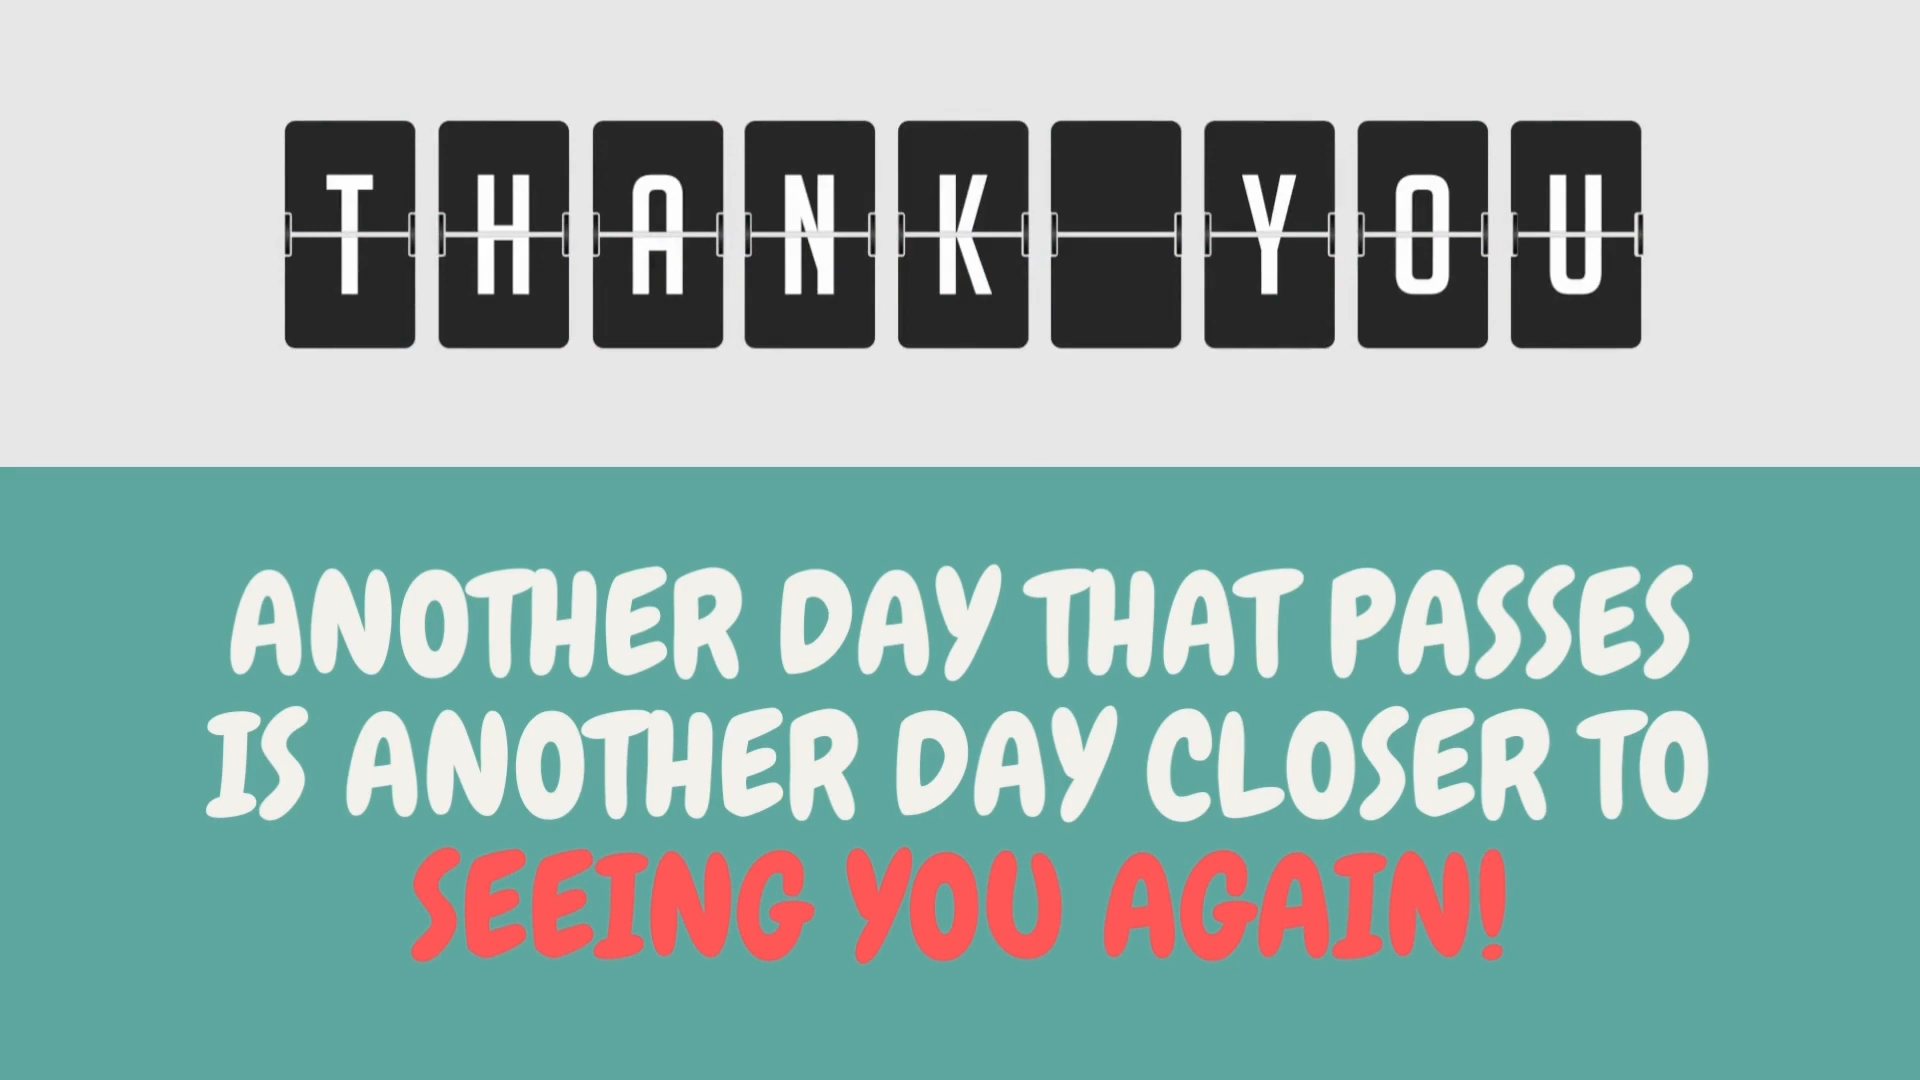 THANK YOU
ANOTHER DAY THAT PASSES
IS ANOTHER DAY CLOSER TO
SEEING YOU AGAIN!